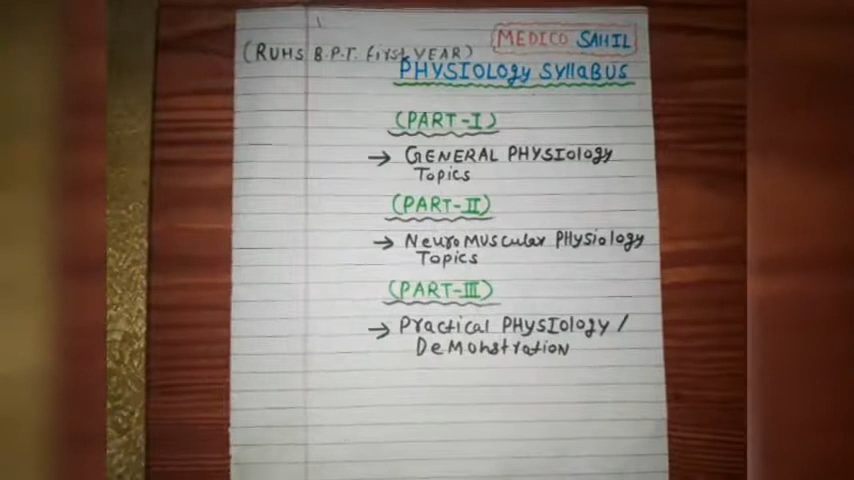 MEDICO SAHIL
(RUHS B.P.T. first YEAR)
PHYSIOLOgy SYllaBUS
(PART-I)
→ GENERAL PHYSIOlogy
TOPICS
(PART-II)
→ NeuroMUSCular PHYSIOlogy
TOPICS
(PART-III)
→ Practical PHYSIOlogy /
DeMOnstratION